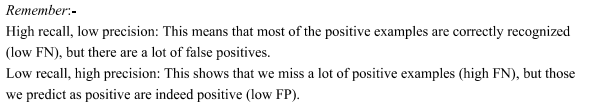 Remember:-
High recall, low precision: This means that most of the positive examples are correctly recognized
(low FN), but there are a lot of false positives.
Low recall, high precision: This shows that we miss a lot of positive examples (high FN), but those
we predict as positive are indeed positive (low FP).